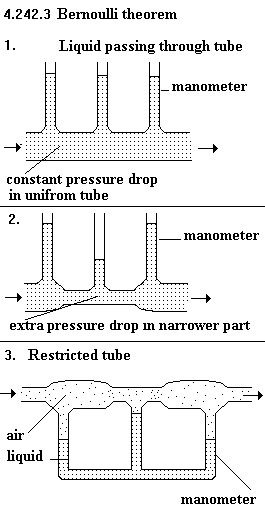 4.242.3 Bernoulli theorem
1. Liquid passing through tube
manometer
constant pressure drop
in unifrom tube
2.
manometer
extra pressure drop in narrower part
3. Restricted tube
air
liquid
manometer